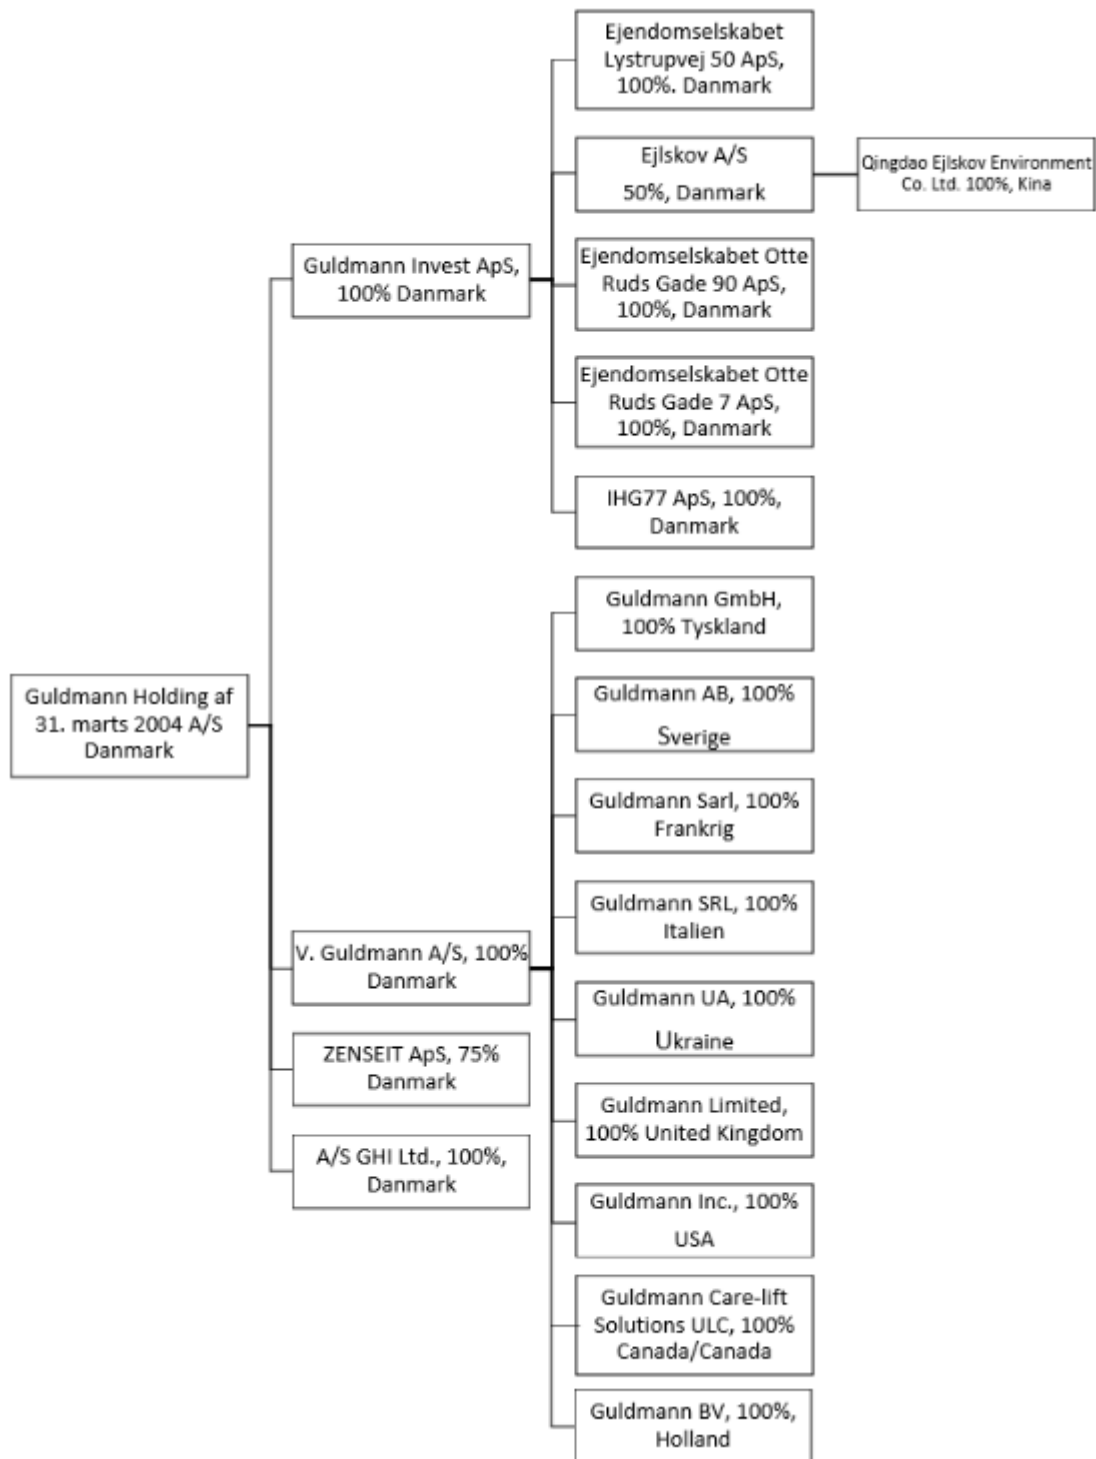 Ejendomselskabet
Lystrupvej 50 ApS,
100%. Danmark
Ejlskov A/S
50%, Danmark
Qingdao Ejlskov Environment
Co. Ltd. 100%, Kina
Guldmann Invest ApS,
100% Danmark
Ejendomselskabet Otte
Ruds Gade 90 ApS,
100%, Danmark
Ejendomselskabet Otte
Ruds Gade 7 ApS,
100%, Danmark
IHG77 ApS, 100%,
Danmark
Guldmann GmbH,
100% Tyskland
Guldmann Holding af
31. marts 2004 A/S
Danmark
Guldmann AB, 100%
Sverige
Guldmann Sarl, 100%
Frankrig
Guldmann SRL, 100%
Italien
V. Guldmann A/S, 100%
Danmark
Guldmann UA, 100%
Ukraine
ZENSEIT ApS, 75%
Danmark
Guldmann Limited,
100% United Kingdom
A/S GHI Ltd., 100%,
Danmark
Guldmann Inc., 100%
USA
Guldmann Care-lift
Solutions ULC, 100%
Canada/Canada
Guldmann BV, 100%,
Holland